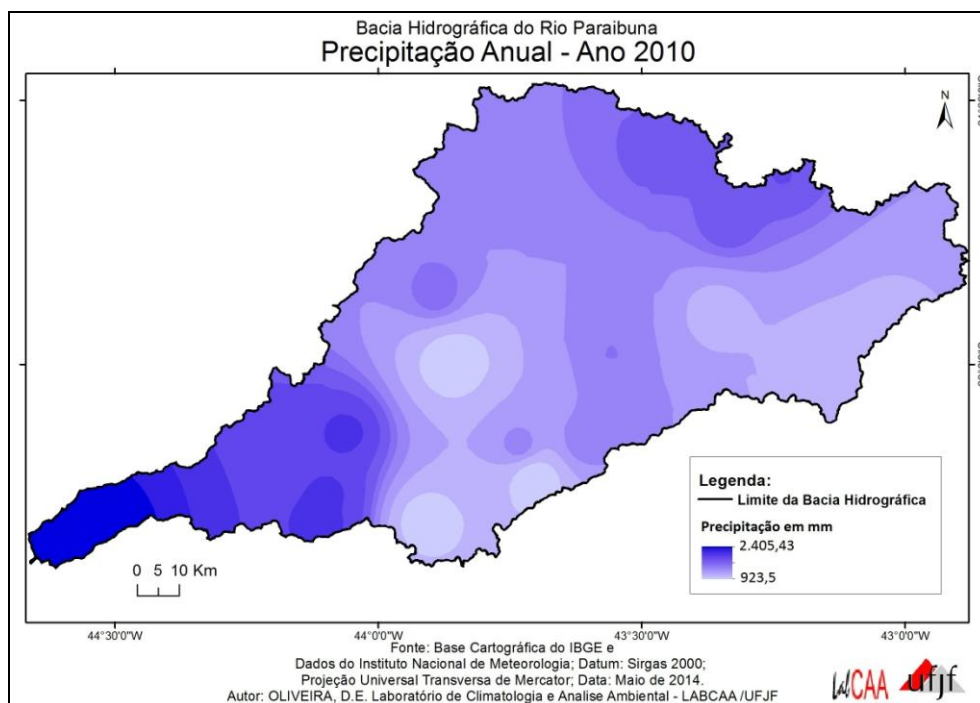 Bacia Hidrográfica do Rio Paraibuna
Precipitação Anual - Ano 2010
N
Legenda:
Limite da Bacia Hidrográfica
Precipitação em mm
2.405,43
923,5
0 5 10 Km
44°30'0"W 44°0'0"W 43°30'0"W 43°0'0"W
Fonte: Base Cartográfica do IBGE e
Dados do Instituto Nacional de Meteorologia; Datum: Sirgas 2000;
Projeção Universal Transversa de Mercator; Data: Maio de 2014.
Autor: OLIVEIRA, D.E. Laboratório de Climatologia e Analise Ambiental - LABCAA /UFJF
LabCAA ufjf